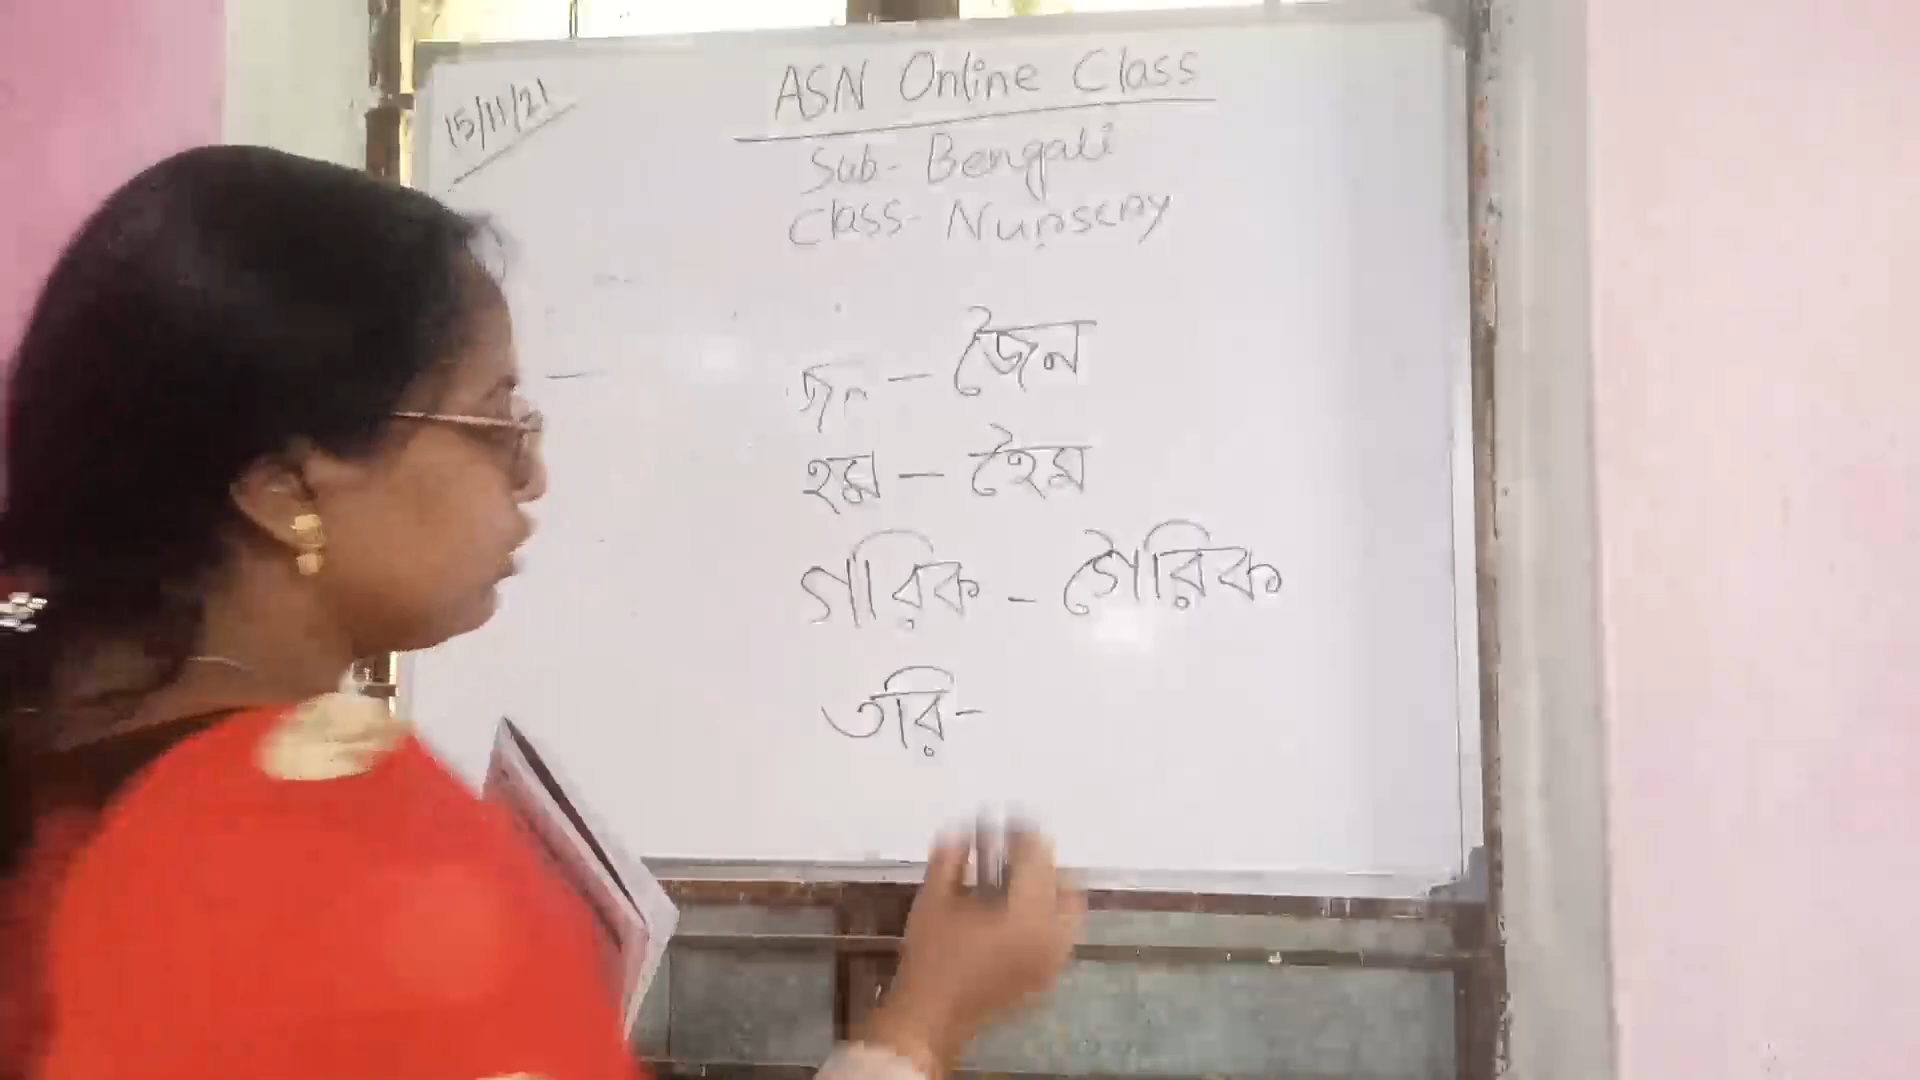 15/11/21
ASN Online Class
Sub- Bengali
Class- Nursery
জন - জৈন
হম - হৈম
গরিক - গৈরিক
তরি-